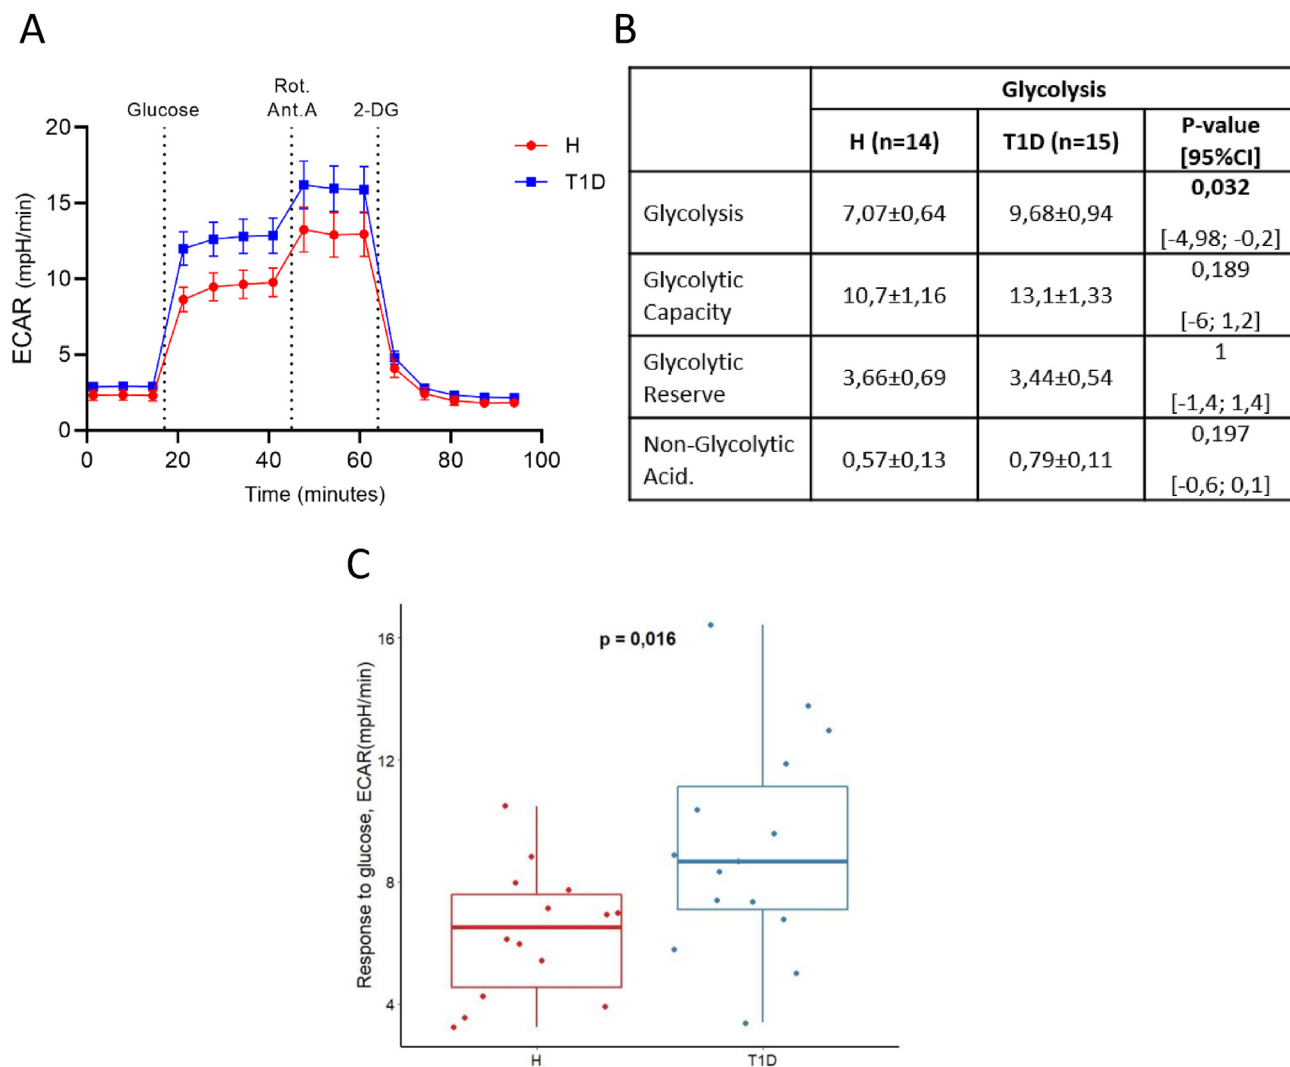 A
Rot.
Glucose
Ant.A
2-DG
20
15
10
5
0
ECAR (mpH/min)
0
20
40
60
80
100
Time (minutes)
H
T1D
B
Glycolysis
H (n=14)
T1D (n=15)
P-value
[95%CI]
Glycolysis
7,07±0,64
9,68±0,94
0,032
[-4,98; -0,2]
Glycolytic
Capacity
10,7±1,16
13,1±1,33
0,189
[-6; 1,2]
Glycolytic
Reserve
3,66±0,69
3,44±0,54
1
[-1,4; 1,4]
Non-Glycolytic
Acid.
0,57±0,13
0,79±0,11
0,197
[-0,6; 0,1]
C
p = 0,016
16
12
8
4
Response to glucose, ECAR(mpH/min)
H
T1D